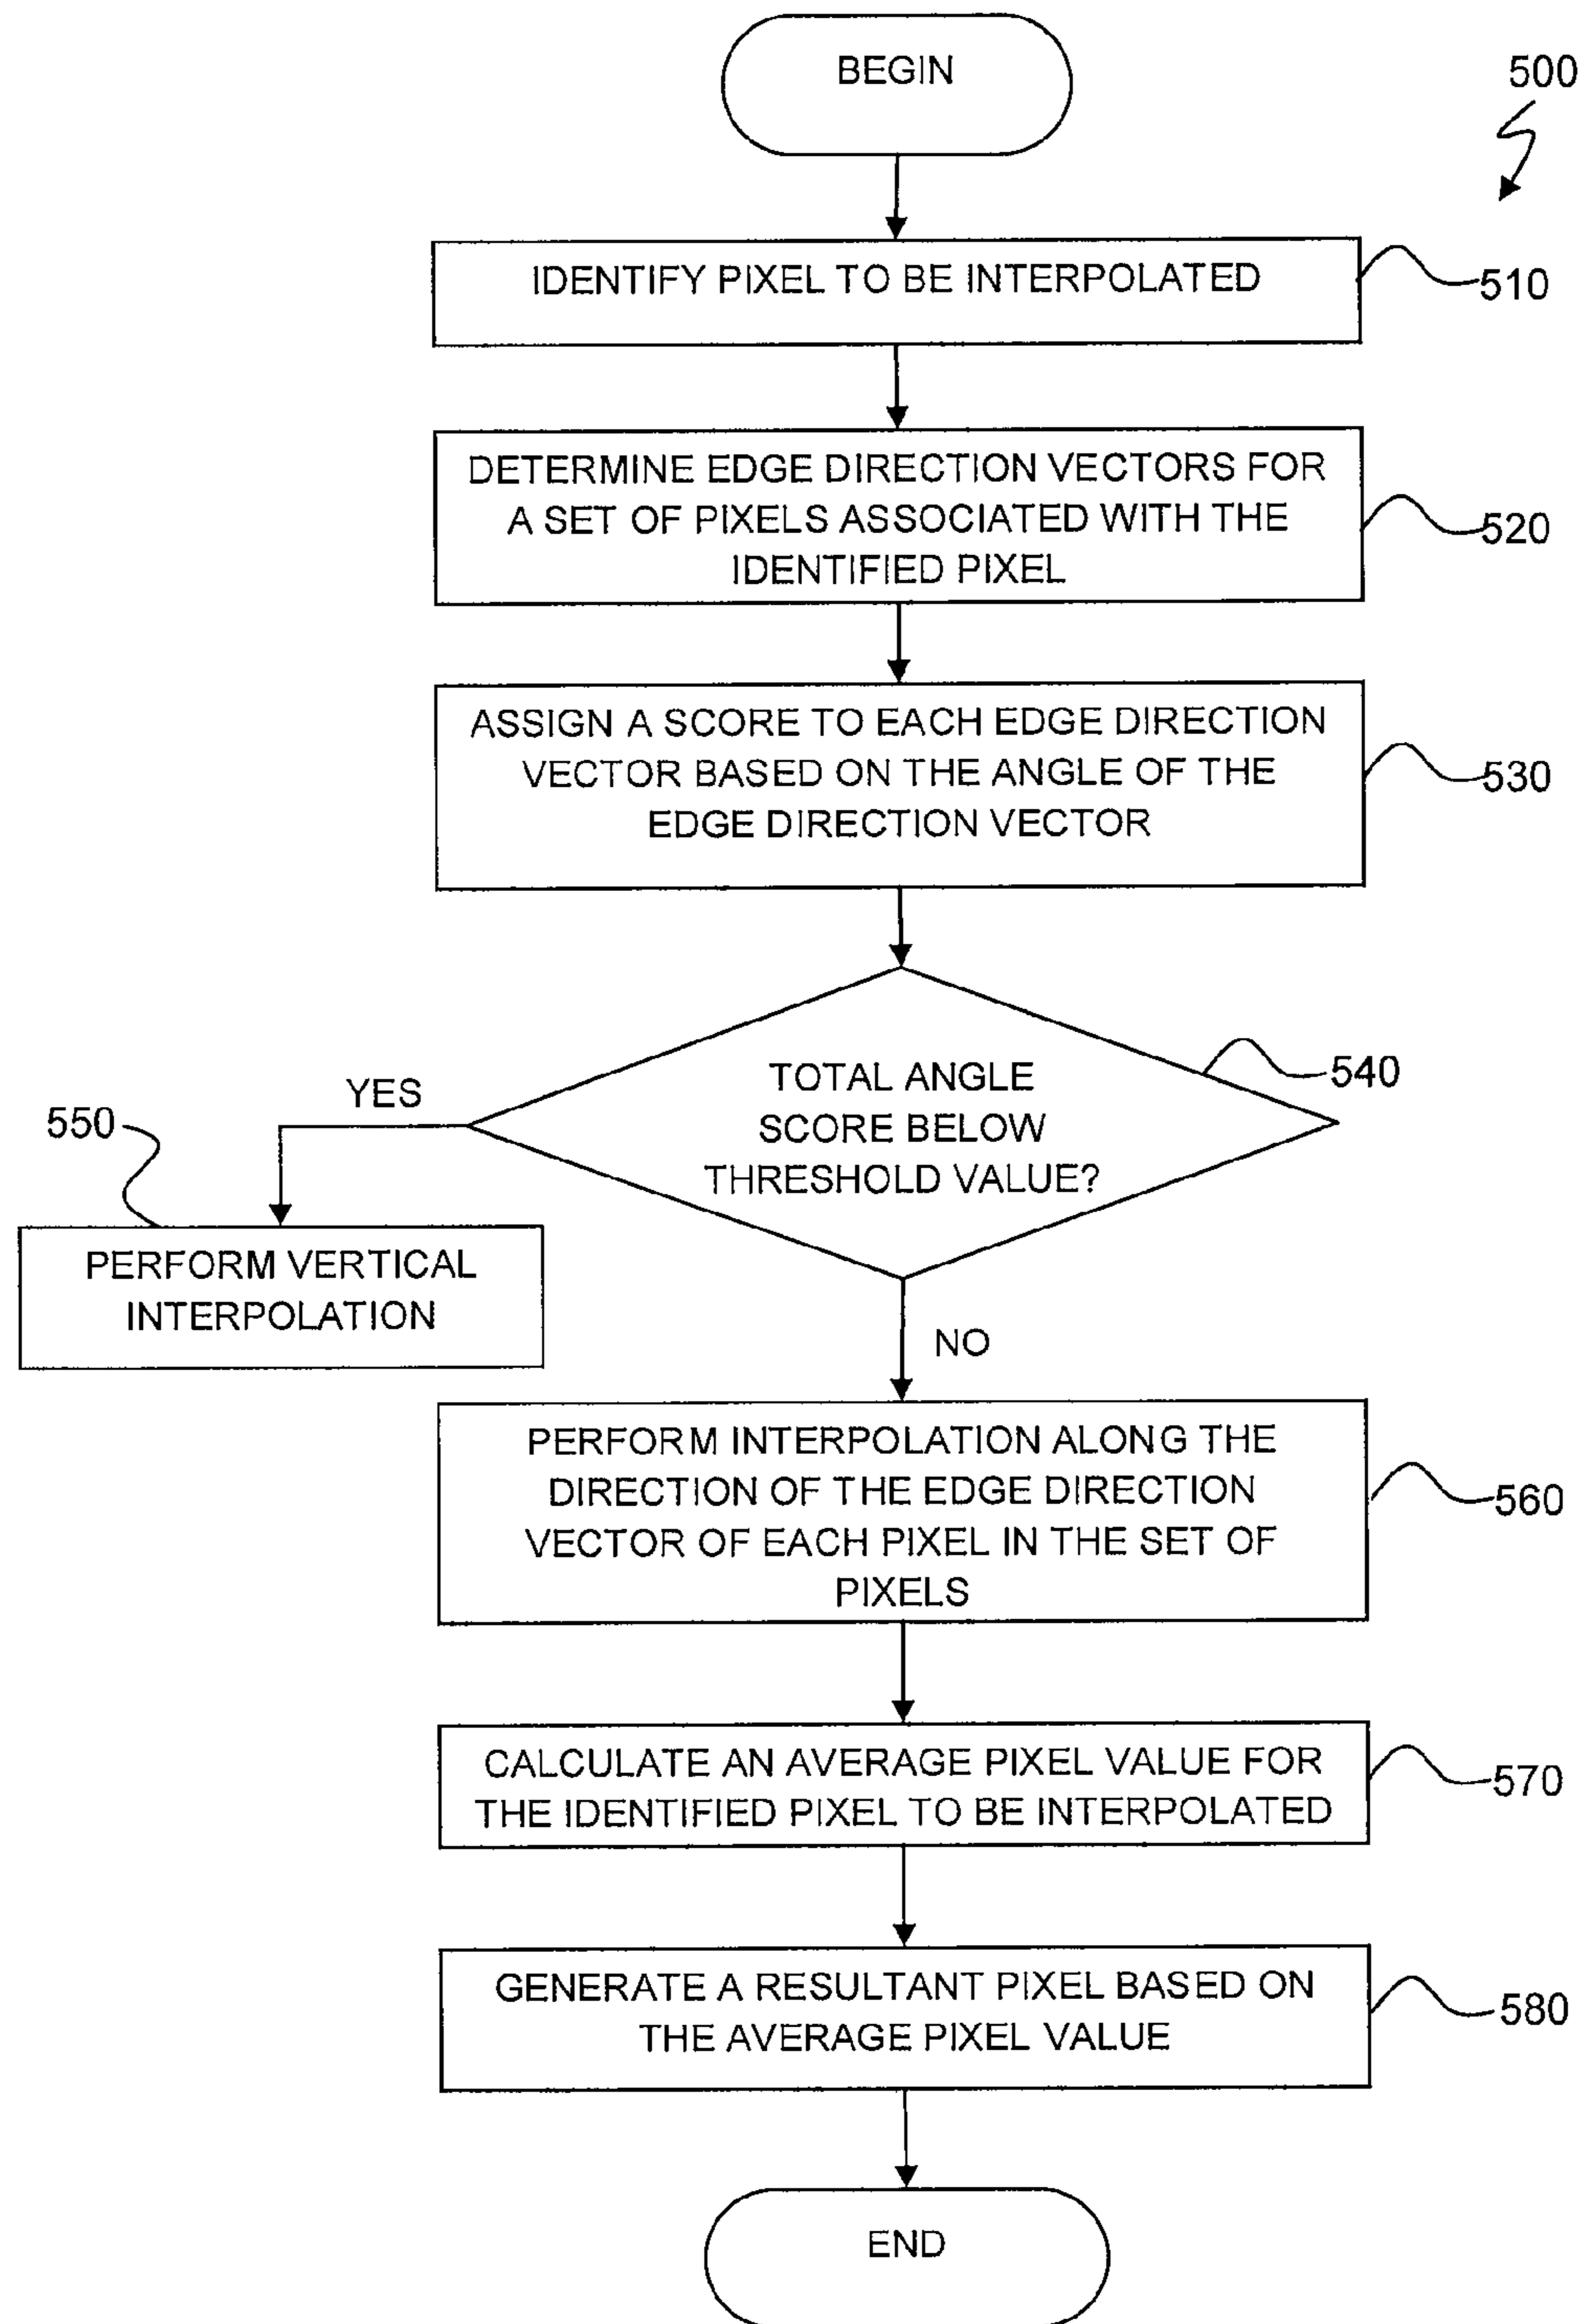 BEGIN
500
IDENTIFY PIXEL TO BE INTERPOLATED
510
DETERMINE EDGE DIRECTION VECTORS FOR
A SET OF PIXELS ASSOCIATED WITH THE
IDENTIFIED PIXEL
520
ASSIGN A SCORE TO EACH EDGE DIRECTION
VECTOR BASED ON THE ANGLE OF THE
EDGE DIRECTION VECTOR
530
TOTAL ANGLE
SCORE BELOW
THRESHOLD VALUE?
540
YES
550
PERFORM VERTICAL
INTERPOLATION
NO
PERFORM INTERPOLATION ALONG THE
DIRECTION OF THE EDGE DIRECTION
VECTOR OF EACH PIXEL IN THE SET OF
PIXELS
560
CALCULATE AN AVERAGE PIXEL VALUE FOR
THE IDENTIFIED PIXEL TO BE INTERPOLATED
570
GENERATE A RESULTANT PIXEL BASED ON
THE AVERAGE PIXEL VALUE
580
END